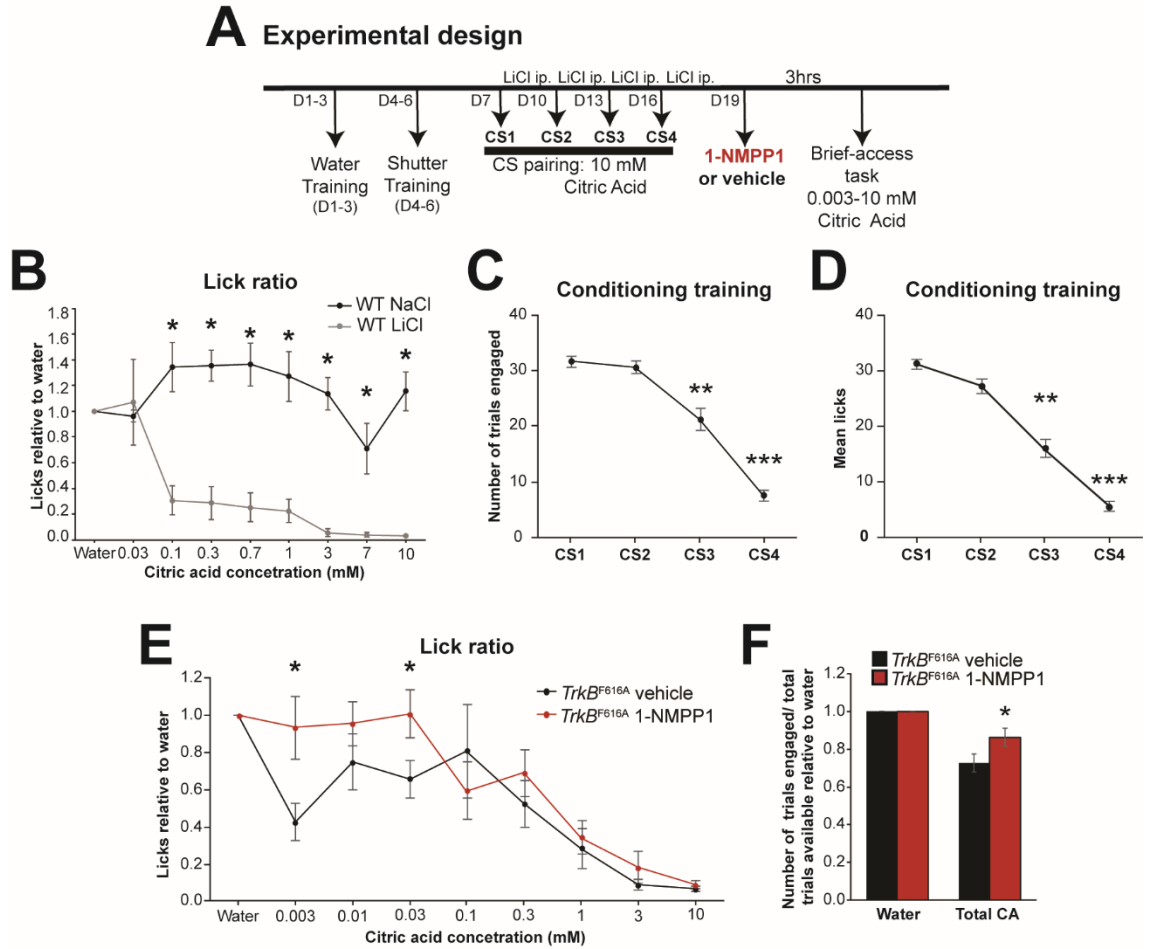 A Experimental design
LiCl ip. LiCl ip. LiCl ip. LiCl ip. 3hrs
D1-3 D4-6 D7 D10 D13 D16 D19
CS1 CS2 CS3 CS4
Water
Training
(D1-3)
Shutter
Training
(D4-6)
CS pairing: 10 mM
Citric Acid
1-NMPP1
or vehicle
Brief-access
task
0.003-10 mM
Citric Acid
B
Lick ratio
WT NaCl
WT LiCl
Licks relative to water
1.8
1.6
1.4
1.2
1.0
0.8
0.6
0.4
0.2
0.0
* * * * * * *
Water 0.03 0.1 0.3 0.7 1 3 7 10
Citric acid concetration (mM)
C
Conditioning training
Number of trials engaged
40
30
20
10
0
**
***
CS1 CS2 CS3 CS4
D
Conditioning training
Mean licks
40
30
20
10
0
**
***
CS1 CS2 CS3 CS4
E
Lick ratio
TrkBF616A vehicle
TrkBF616A 1-NMPP1
Licks relative to water
1.2
1.0
0.8
0.6
0.4
0.2
0.0
* *
Water 0.003 0.01 0.03 0.1 0.3 1 3 10
Citric acid concetration (mM)
F
TrkBF616A vehicle
TrkBF616A 1-NMPP1
Number of trials engaged/ total
trials available relative to water
1.2
1.0
0.8
0.6
0.4
0.2
0.0
*
Water Total CA